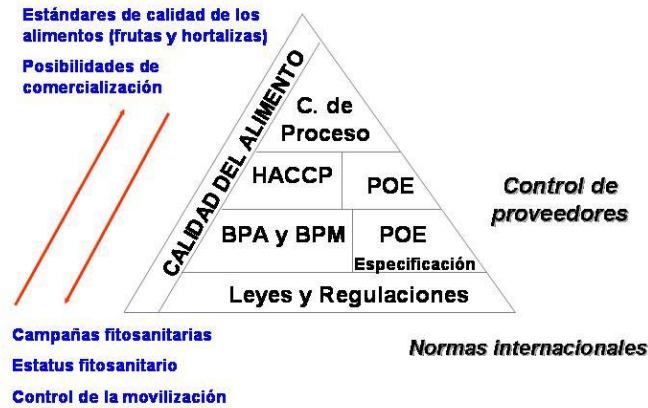 Estándares de calidad de los
alimentos (frutas y hortalizas)
Posibilidades de
comercialización
CALIDAD DEL ALIMENTO
C. de
Proceso
HACCP
POE
BPA y BPM
POE
Especificación
Leyes y Regulaciones
Control de
proveedores
Normas internacionales
Campañas fitosanitarias
Estatus fitosanitario
Control de la movilización